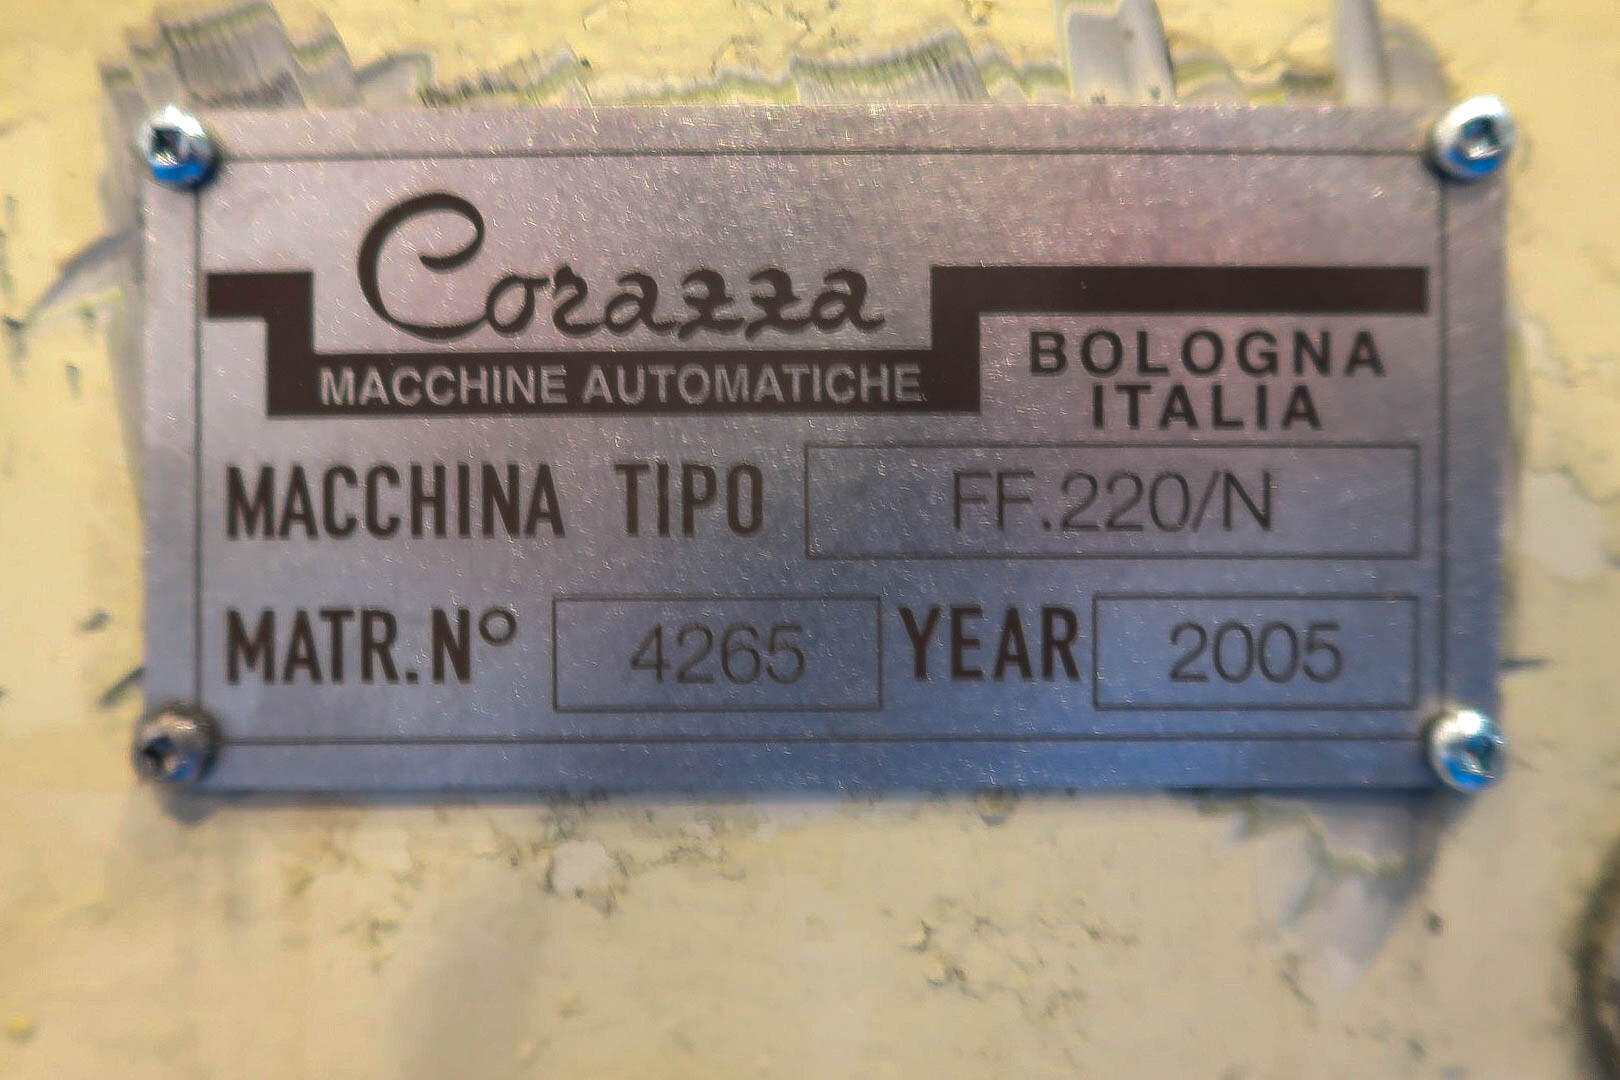 Corazza
MACCHINE AUTOMATICHE
BOLOGNA
ITALIA
MACCHINA TIPO FF.220/N
MATR.N° 4265 YEAR 2005